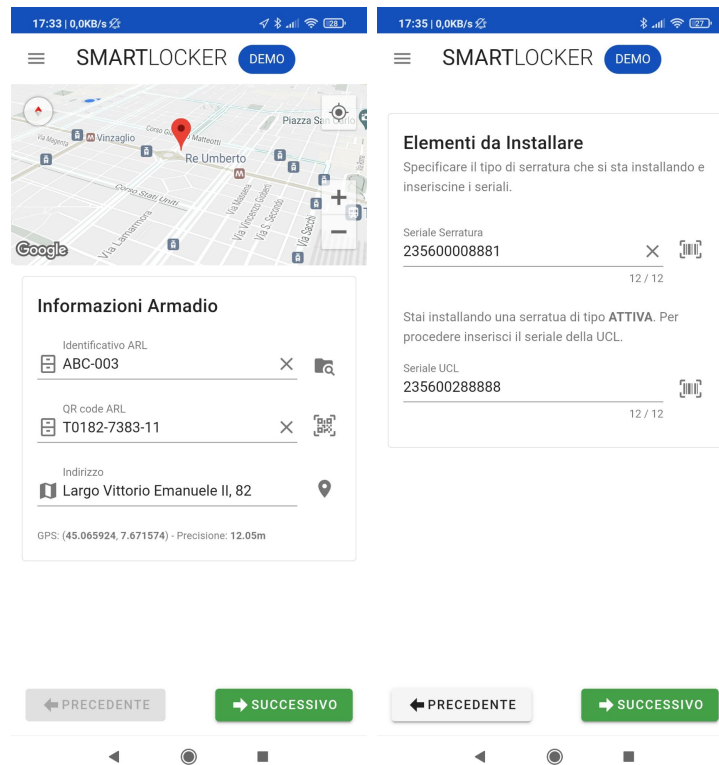 17:33 | 0,0KB/s
28
SMARTLOCKER DEMO
Piazza San Carlo
Via Magenta
Vinzaglio
Matteotti
Re Umberto
Corso Stati Uniti
Via Massena
Via Vincenzo Gioberti
Via S. Secondo
Via Sacchi
Via Lamarmora
Google
Informazioni Armadio
Identificativo ARL
ABC-003
QR code ARL
T0182-7383-11
Indirizzo
Largo Vittorio Emanuele II, 82
GPS: (45.065924, 7.671574) - Precisione: 12.05m
PRECEDENTE
SUCCESSIVO
17:35 | 0,0KB/s
27
SMARTLOCKER DEMO
Elementi da Installare
Specificare il tipo di serratura che si sta installando e
inseriscine i seriali.
Seriale Serratura
235600008881
12 / 12
Stai installando una serratua di tipo ATTIVA. Per
procedere inserisci il seriale della UCL.
Seriale UCL
235600288888
12 / 12
PRECEDENTE
SUCCESSIVO